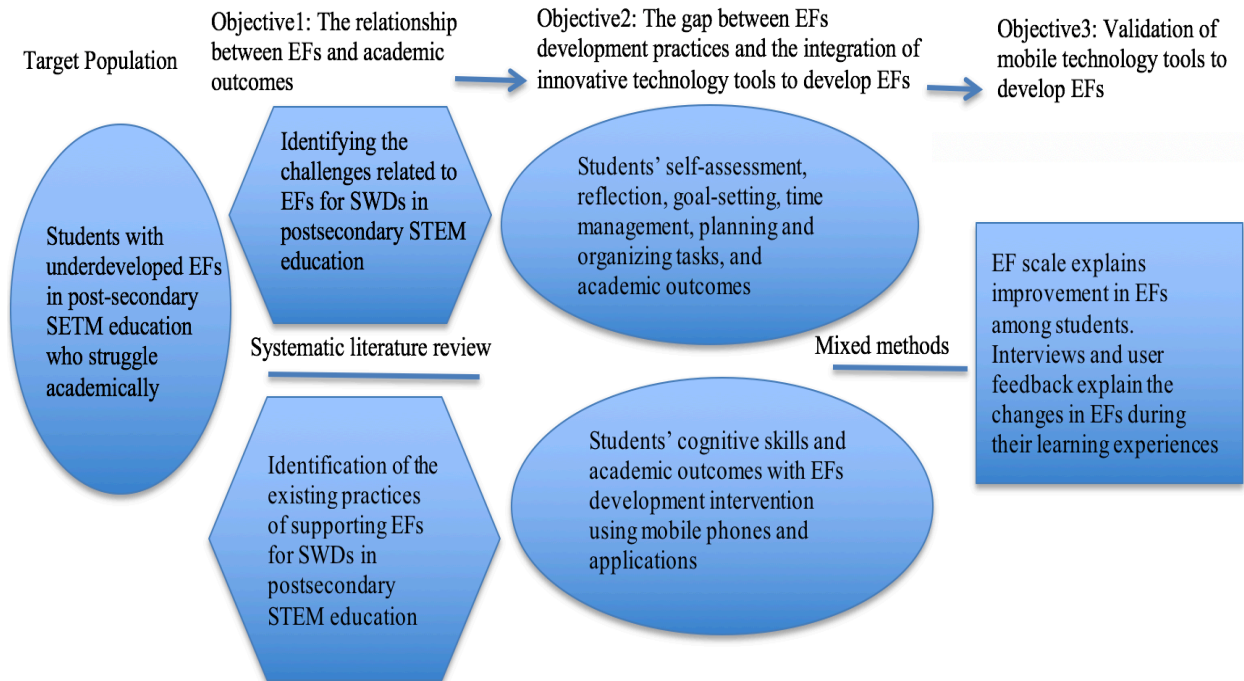 Target Population
Objective1: The relationship
between EFs and academic
outcomes
Objective2: The gap between EFs
development practices and the integration of
innovative technology tools to develop EFs
Objective3: Validation of
mobile technology tools to
develop EFs
Students with
underdeveloped EFs
in post-secondary
SETM education
who struggle
academically
Identifying the
challenges related to
EFs for SWDs in
postsecondary STEM
education
Systematic literature review
Identification of the
existing practices
of supporting EFs
for SWDs in
postsecondary
STEM education
Students’ self-assessment,
reflection, goal-setting, time
management, planning and
organizing tasks, and
academic outcomes
Mixed methods
Students’ cognitive skills and
academic outcomes with EFs
development intervention
using mobile phones and
applications
EF scale explains
improvement in EFs
among students.
Interviews and user
feedback explain the
changes in EFs during
their learning experiences